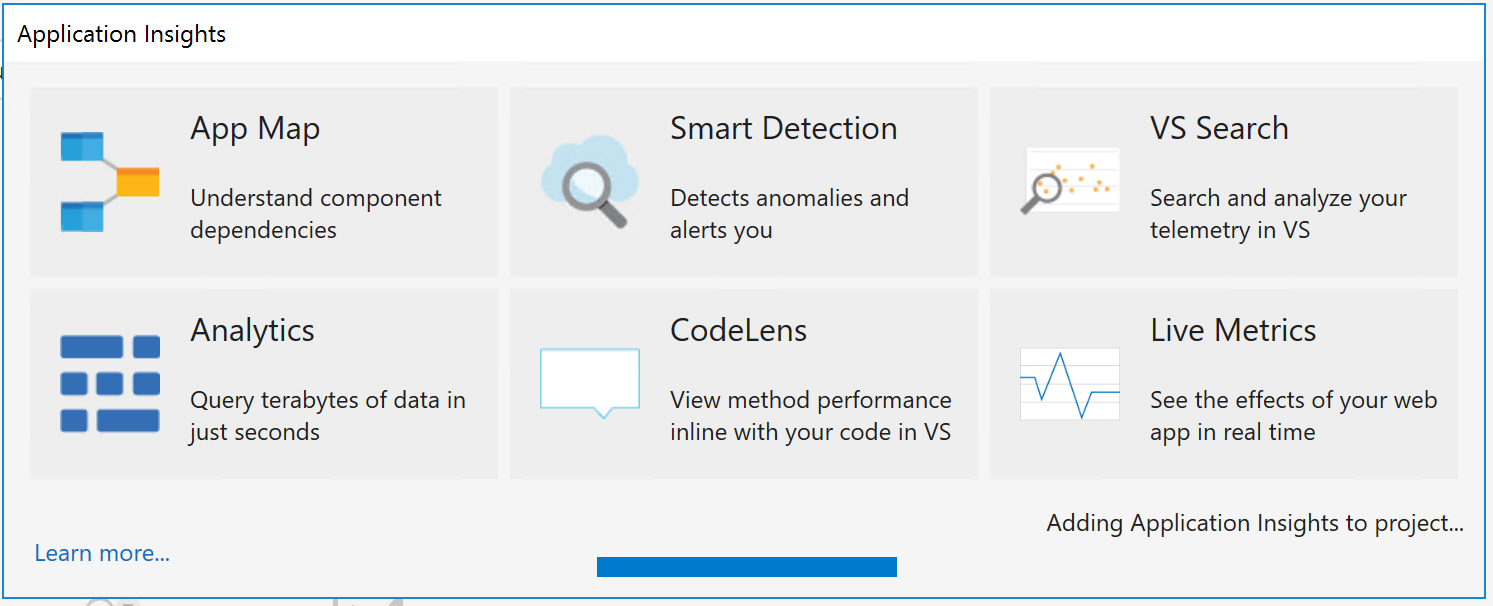 Application Insights
App Map
Understand component
dependencies
Smart Detection
Detects anomalies and
alerts you
VS Search
Search and analyze your
telemetry in VS
Analytics
Query terabytes of data in
just seconds
CodeLens
View method performance
inline with your code in VS
Live Metrics
See the effects of your web
app in real time
Adding Application Insights to project...
Learn more...